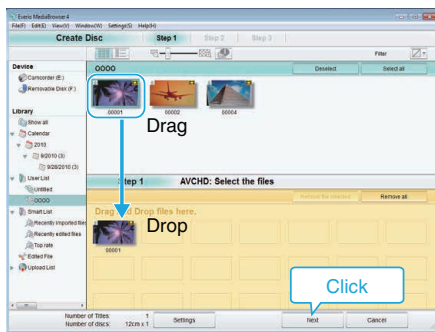 Everio MediaBrowser 4
File(F) Edit(E) View(V) Window(W) Settings(S) Help(H)
Create Disc Step 1 Step 2 Step 3
Filter
Device
Camcorder (E:)
Removable Disk (F:)
Library
Show all
Calendar
2010
9/2010 (3)
9/28/2010 (3)
User List
Untitled
OOOO
Smart List
Recently imported files
Recently edited files
Top rate
Edited File
Upload List
OOOO Deselect Select all
00001 00002 00004
Drag
Step 1 AVCHD: Select the files
Remove the selected Remove all
Drag and Drop files here.
Drop
00001
Click
Number of Titles: 1
Number of discs: 12cm x 1
Settings Next Cancel